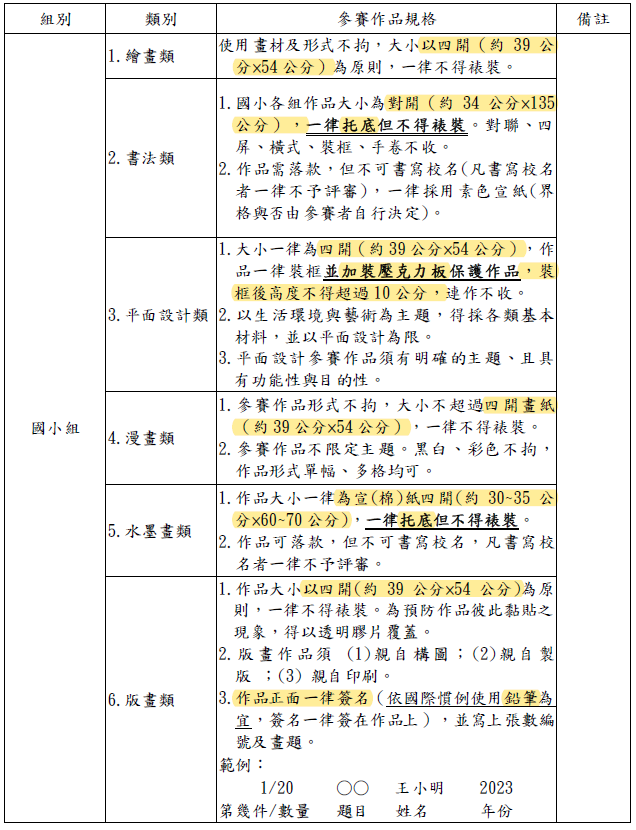 組別 類別 參賽作品規格 備註
國小組
1.繪畫類
使用畫材及形式不拘，大小以四開（約 39 公
分×54 公分）為原則，一律不得裱裝。
2.書法類
1.國小各組作品大小為對開（約 34 公分×135
公分），一律托底但不得裱裝。對聯、四
屏、橫式、裝框、手卷不收。
2.作品需落款，但不可書寫校名(凡書寫校名
者一律不予評審)，一律採用素色宣紙(界
格與否由參賽者自行決定)。
3.平面設計類
1.大小一律為四開（約39公分×54公分），作
品一律裝框並加裝壓克力板保護作品，裝
框後高度不得超過10公分，連作不收。
2.以生活環境與藝術為主題，得採各類基本
材料，並以平面設計為限。
3.平面設計參賽作品須有明確的主題、且具
有功能性與目的性。
4.漫畫類
1.參賽作品形式不拘，大小不超過四開畫紙
（約39公分×54公分），一律不得裱裝。
2.參賽作品不限定主題。黑白、彩色不拘，
作品形式單幅、多格均可。
5.水墨畫類
1.作品大小一律為宣(棉)紙四開(約 30~35 公
分×60~70 公分)，一律托底但不得裱裝。
2.作品可落款，但不可書寫校名，凡書寫校
名者一律不予評審。
6.版畫類
1.作品大小以四開(約 39 公分×54 公分)為原
則，一律不得裱裝。為預防作品彼此黏貼之
現象，得以透明膠片覆蓋。
2.版畫作品須 (1)親自構圖；(2)親自製
版 ；(3) 親自印刷。
3.作品正面一律簽名（依國際慣例使用鉛筆為
宜，簽名一律簽在作品上），並寫上張數編
號及畫題。
範例：
1/20 ○○ 王小明 2023
第幾件/數量 題目 姓名 年份